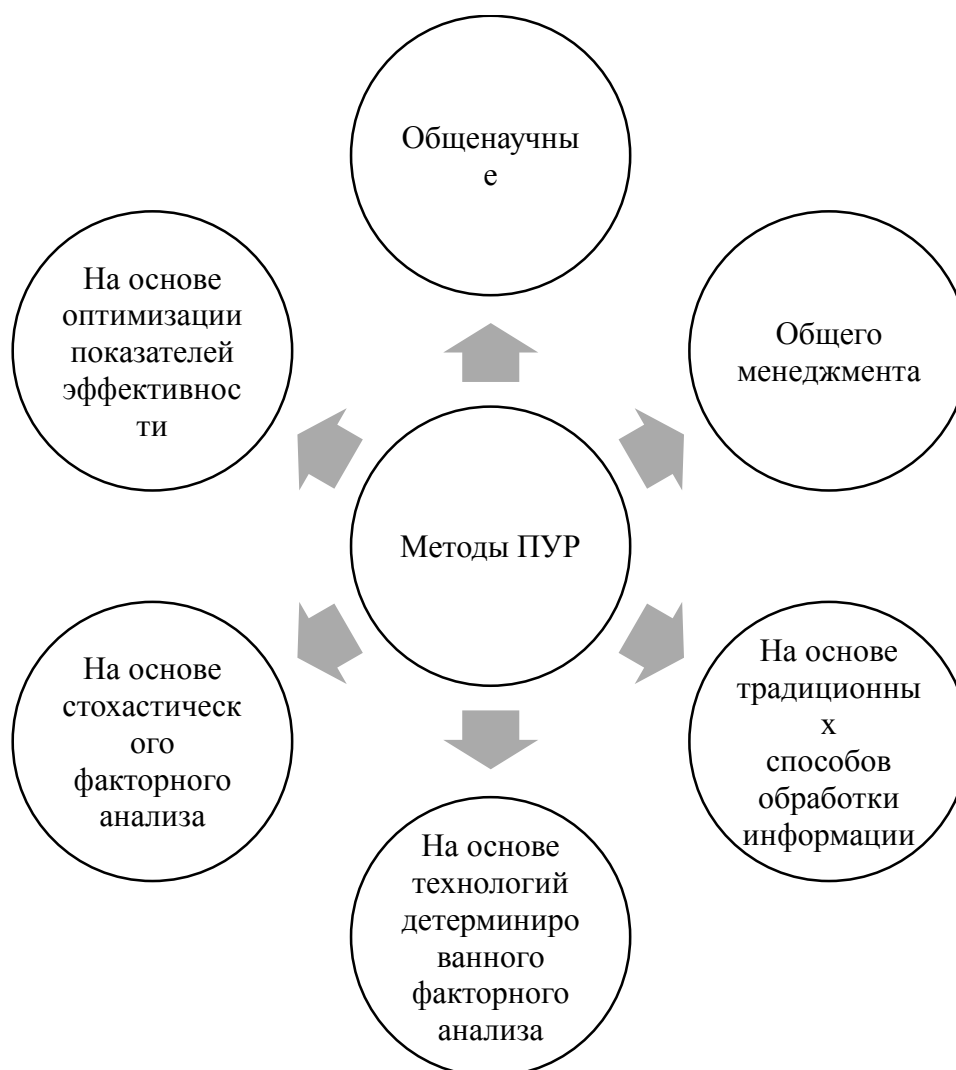 Общенаучны
е
На основе
оптимизации
показателей
эффективнос
ти
Общего
менеджмента
Методы ПУР
На основе
стохастическ
ого
факторного
анализа
На основе
традиционны
х
способов
обработки
информации
На основе
технологий
детерминиро
ванного
факторного
анализа